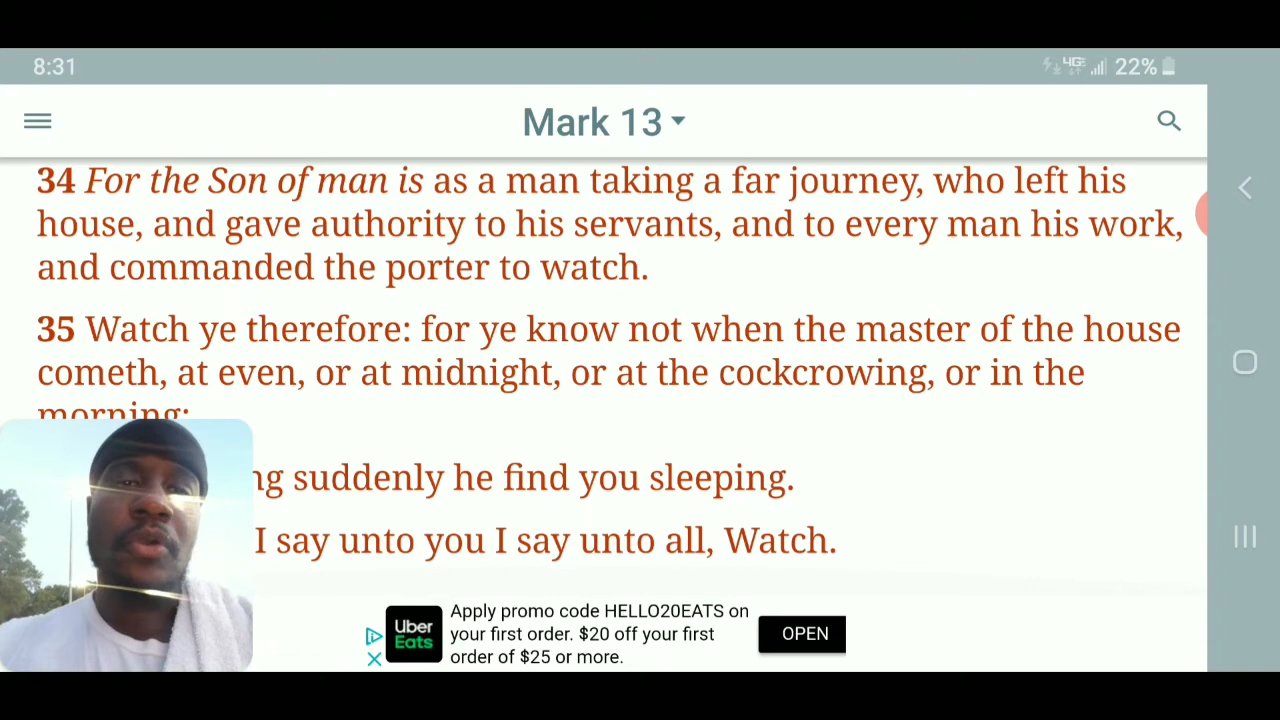 8:31
4GE
22%
Mark 13
34 For the Son of man is as a man taking a far journey, who left his
house, and gave authority to his servants, and to every man his work,
and commanded the porter to watch.
35 Watch ye therefore: for ye know not when the master of the house
cometh, at even, or at midnight, or at the cockcrowing, or in the
morning:
ng suddenly he find you sleeping.
I say unto you I say unto all, Watch.
Uber
Eats
Apply promo code HELLO20EATS on
your first order. $20 off your first
order of $25 or more.
OPEN